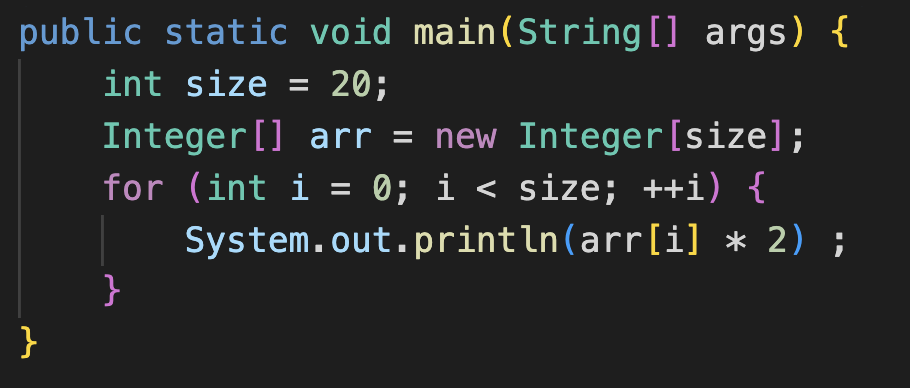 public static void main(String[] args) {
    int size = 20;
    Integer[] arr = new Integer[size];
    for (int i = 0; i < size; ++i) {
        System.out.println(arr[i] * 2) ;
    }
}